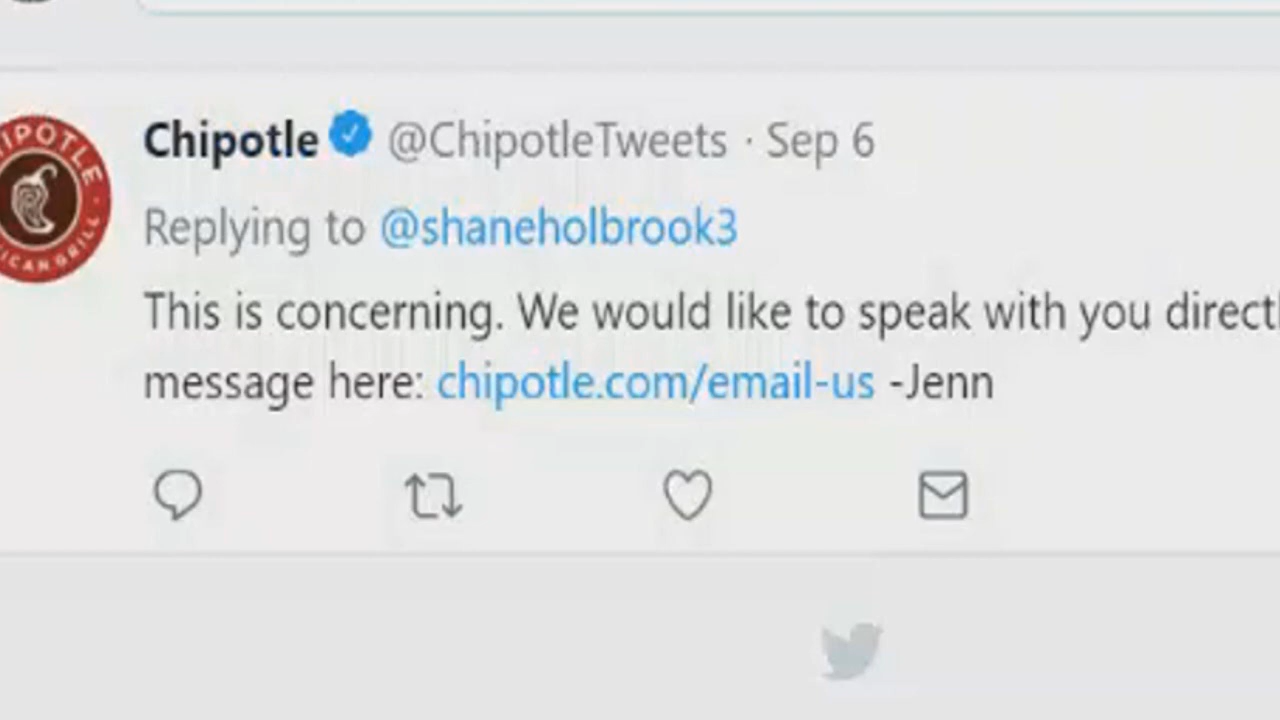 Chipotle @ChipotleTweets · Sep 6
Replying to @shaneholbrook3
This is concerning. We would like to speak with you direct
message here: chipotle.com/email-us -Jenn